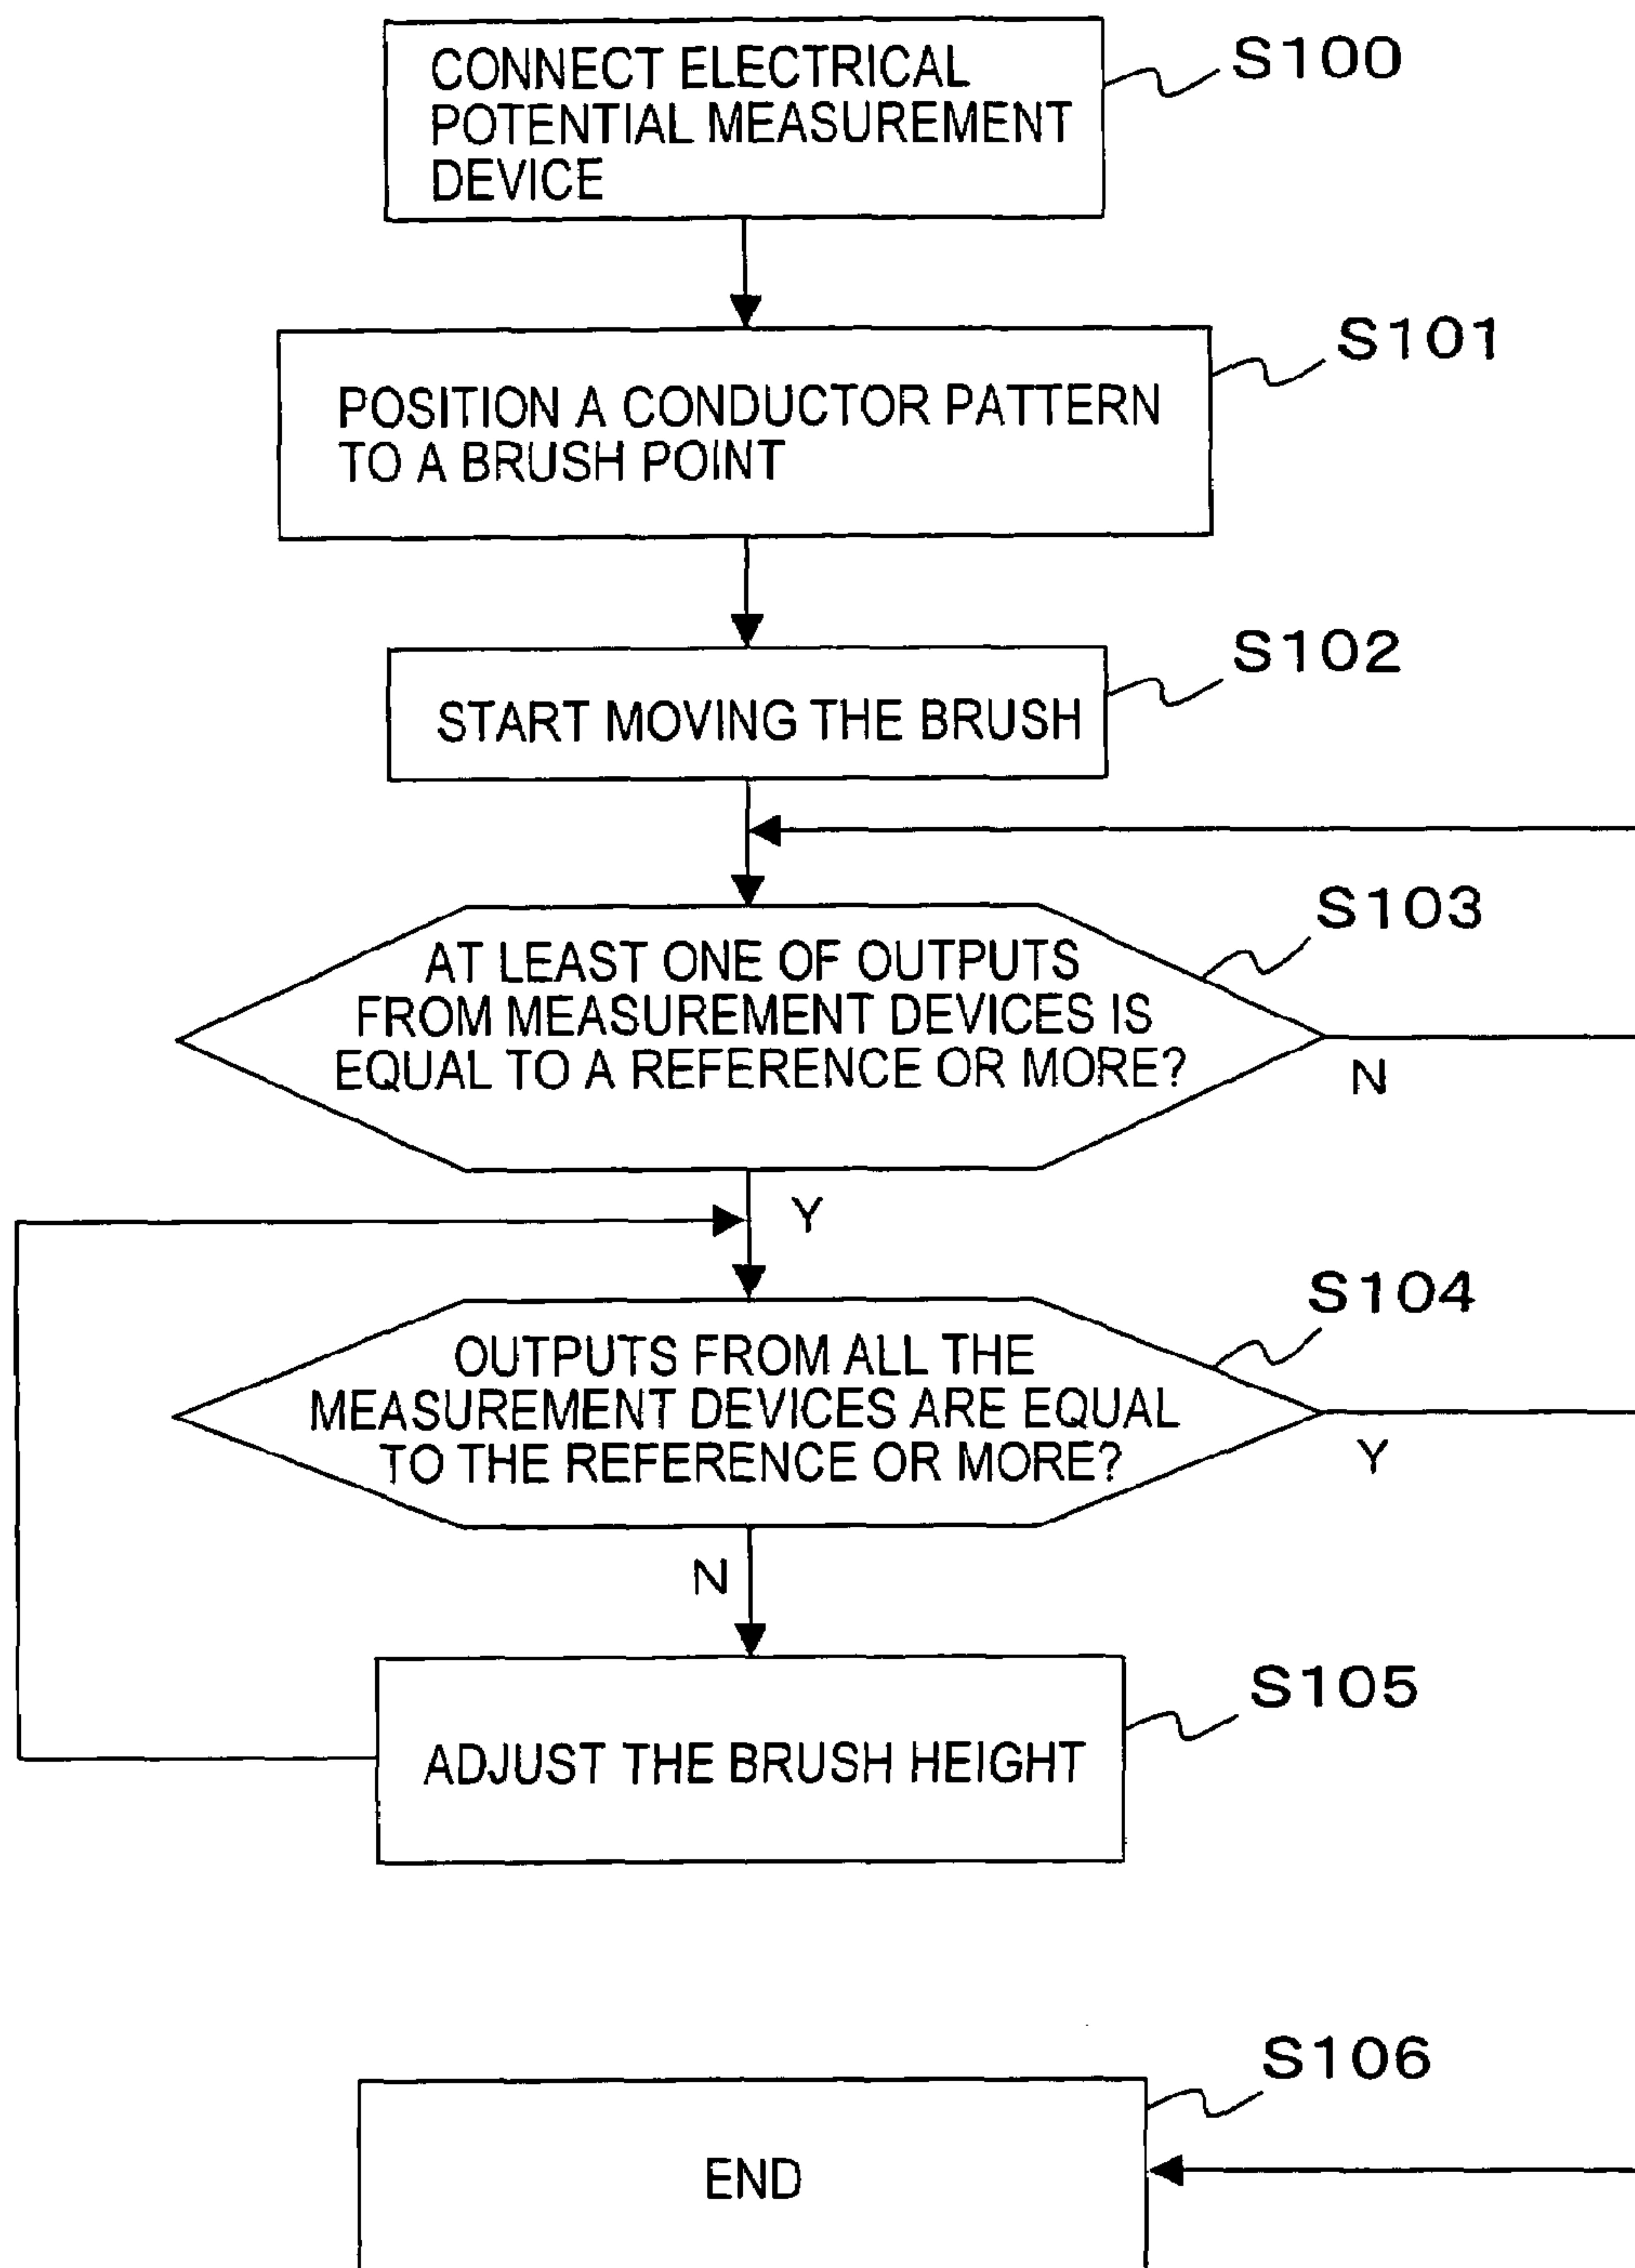 CONNECT ELECTRICAL
POTENTIAL MEASUREMENT
DEVICE
S100
POSITION A CONDUCTOR PATTERN
TO A BRUSH POINT
S101
START MOVING THE BRUSH
S102
AT LEAST ONE OF OUTPUTS
FROM MEASUREMENT DEVICES IS
EQUAL TO A REFERENCE OR MORE?
S103
N
Y
OUTPUTS FROM ALL THE
MEASUREMENT DEVICES ARE EQUAL
TO THE REFERENCE OR MORE?
S104
Y
N
ADJUST THE BRUSH HEIGHT
S105
END
S106